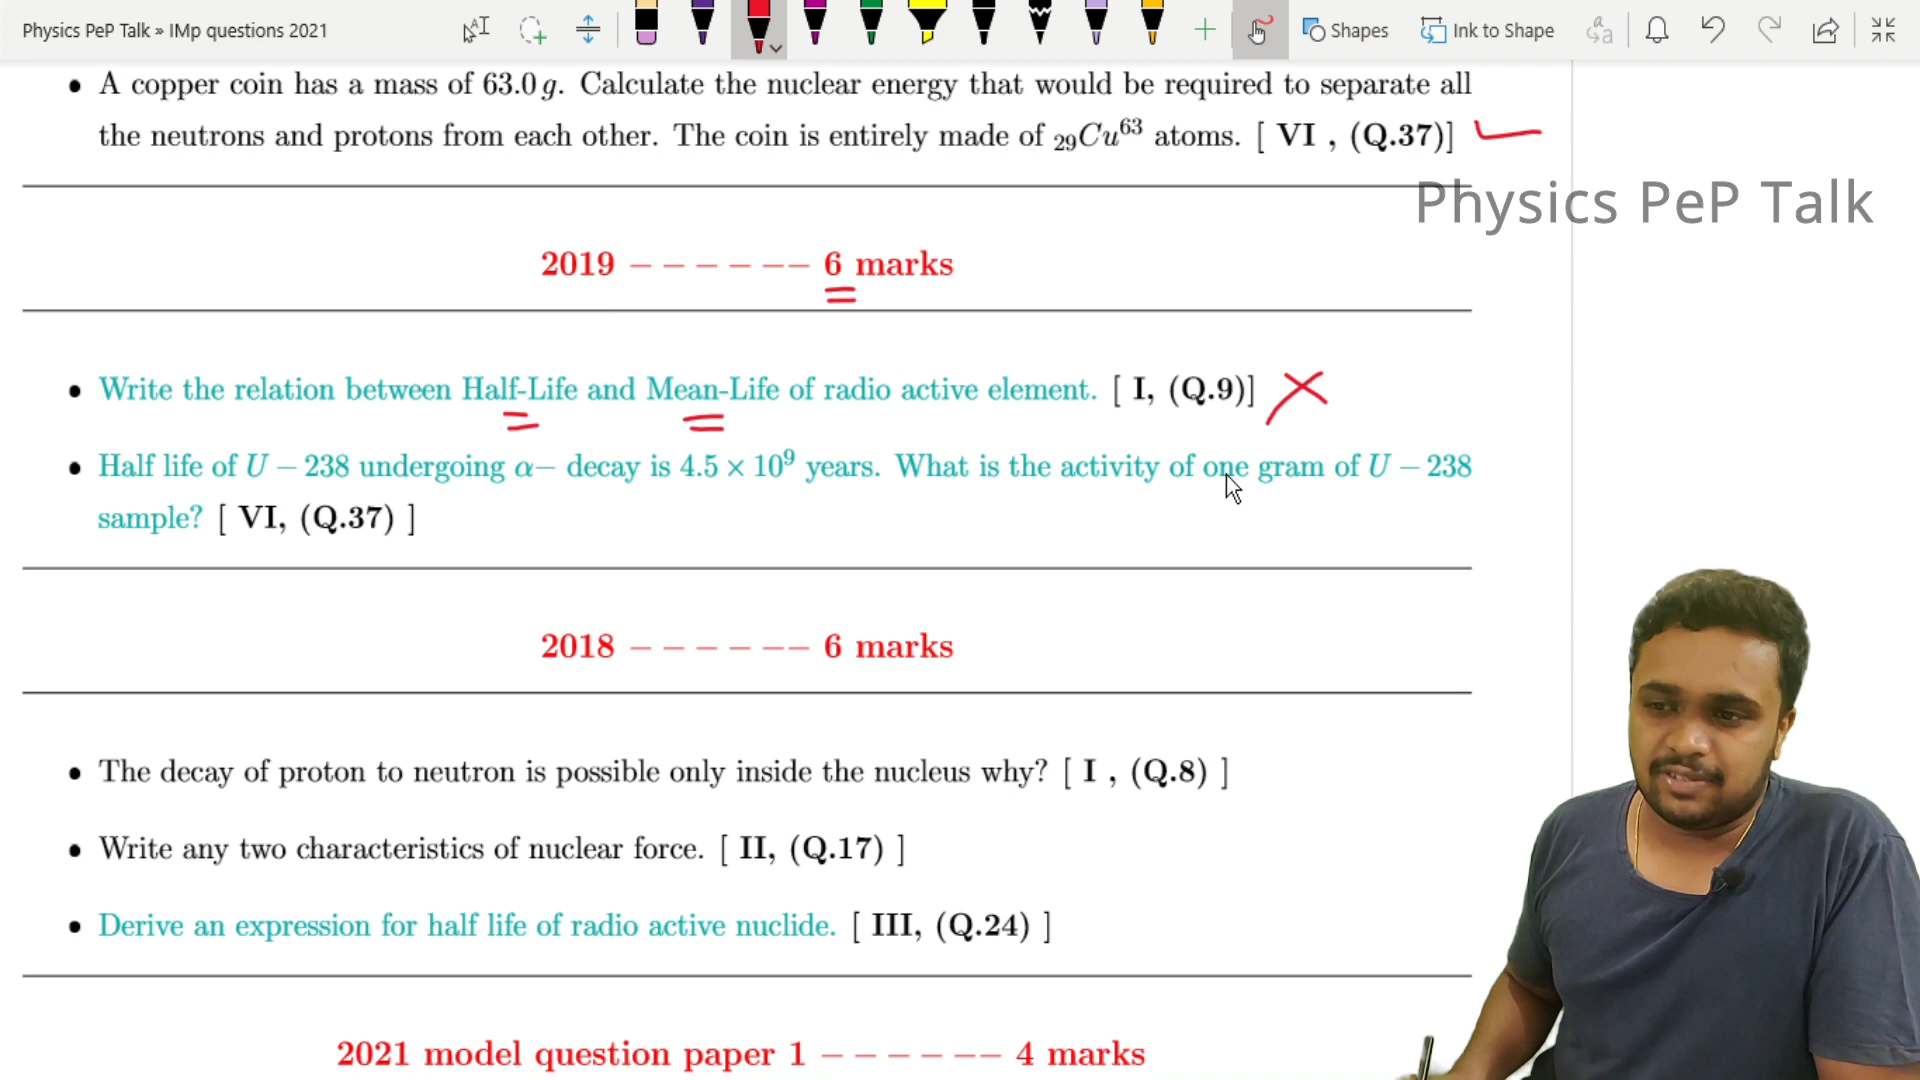 Physics PeP Talk » IMp questions 2021
Shapes
Ink to Shape
• A copper coin has a mass of 63.0 g. Calculate the nuclear energy that would be required to separate all
the neutrons and protons from each other. The coin is entirely made of ₂₉Cu⁶³ atoms. [ VI , (Q.37)]
Physics PeP Talk
2019 − − − − − − 6 marks
• Write the relation between Half-Life and Mean-Life of radio active element. [ I, (Q.9)]
• Half life of U − 238 undergoing α− decay is 4.5 × 10⁹ years. What is the activity of one gram of U − 238
sample? [ VI, (Q.37) ]
2018 − − − − − − 6 marks
• The decay of proton to neutron is possible only inside the nucleus why? [ I , (Q.8) ]
• Write any two characteristics of nuclear force. [ II, (Q.17) ]
• Derive an expression for half life of radio active nuclide. [ III, (Q.24) ]
2021 model question paper 1 − − − − − − 4 marks